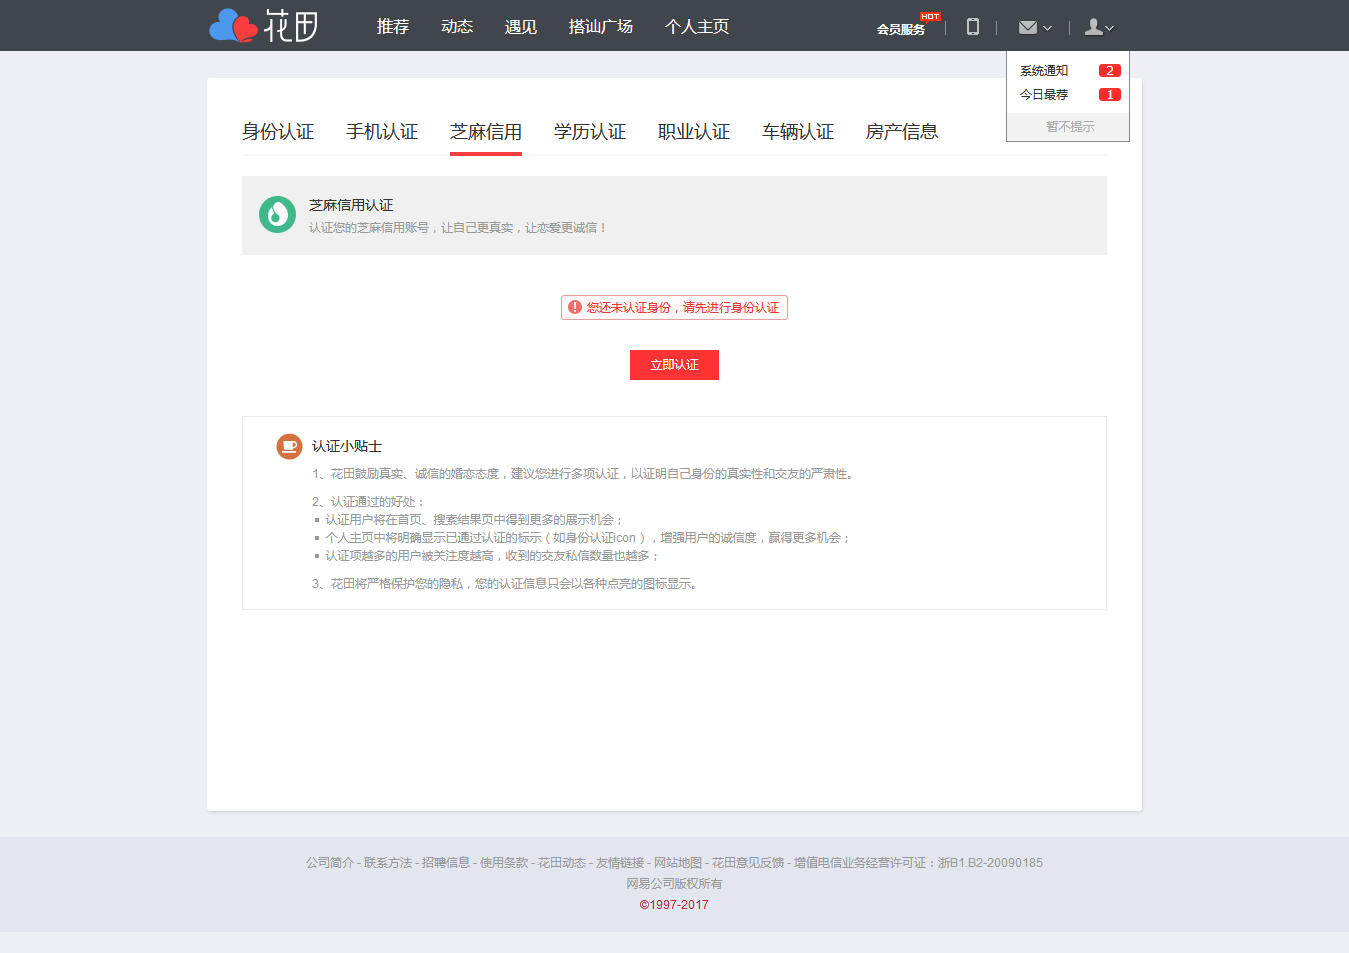 花田 推荐 动态 遇见 搭讪广场 个人主页 会员服务 HOT
系统通知 2
今日最荐 1
暂不提示
身份认证 手机认证 芝麻信用 学历认证 职业认证 车辆认证 房产信息
芝麻信用认证
认证您的芝麻信用账号，让自己更真实，让恋爱更诚信！
您还未认证身份，请先进行身份认证
立即认证
认证小贴士
1、花田鼓励真实、诚信的婚恋态度，建议您进行多项认证，以证明自己身份的真实性和交友的严肃性。
2、认证通过的好处：
▪ 认证用户将在首页、搜索结果页中得到更多的展示机会；
▪ 个人主页中将明确显示已通过认证的标示（如身份认证icon），增强用户的诚信度，赢得更多机会；
▪ 认证项越多的用户被关注度越高，收到的交友私信数量也越多；
3、花田将严格保护您的隐私，您的认证信息只会以各种点亮的图标显示。
公司简介 - 联系方法 - 招聘信息 - 使用条款 - 花田动态 - 友情链接 - 网站地图 - 花田意见反馈 - 增值电信业务经营许可证：浙B1.B2-20090185
网易公司版权所有
©1997-2017